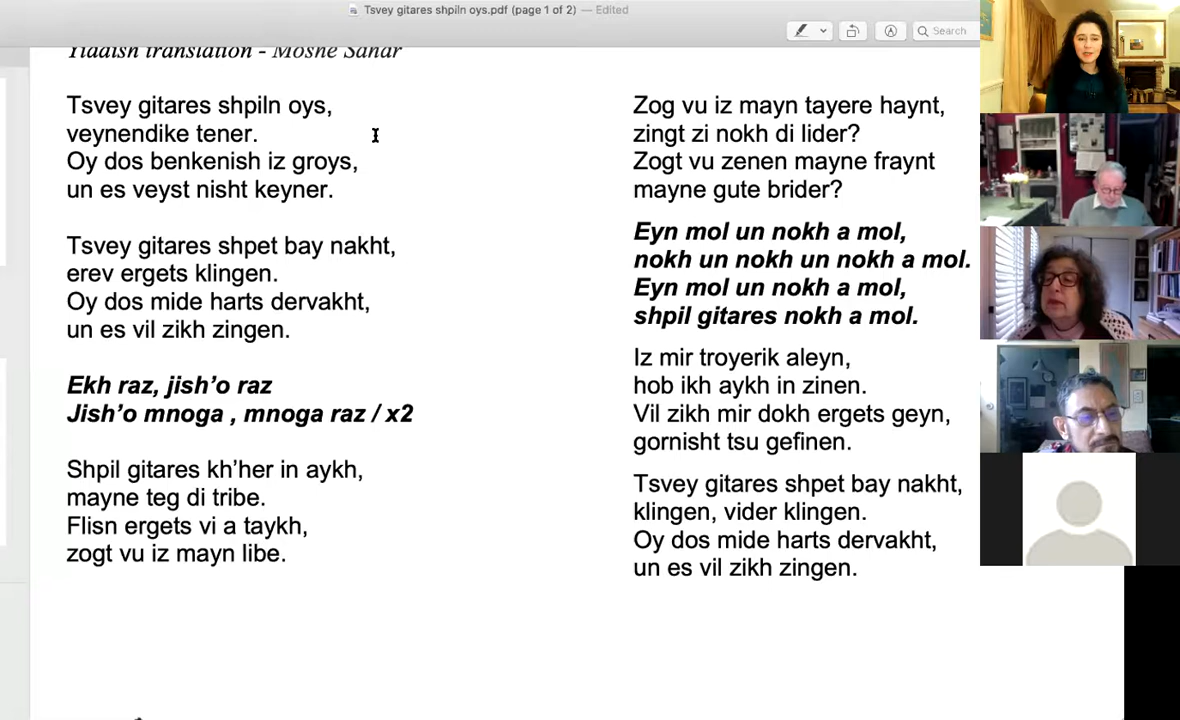 Tsvey gitares shpiln oys.pdf (page 1 of 2) — Edited
Search
Yiddish translation - Moshe Sahar
Tsvey gitares shpiln oys,
veynendike tener.
Oy dos benkenish iz groys,
un es veyst nisht keyner.
Tsvey gitares shpet bay nakht,
erev ergets klingen.
Oy dos mide harts dervakht,
un es vil zikh zingen.
Ekh raz, jish’o raz
Jish’o mnoga , mnoga raz / x2
Shpil gitares kh’her in aykh,
mayne teg di tribe.
Flisn ergets vi a taykh,
zogt vu iz mayn libe.
Zog vu iz mayn tayere haynt,
zingt zi nokh di lider?
Zogt vu zenen mayne fraynt
mayne gute brider?
Eyn mol un nokh a mol,
nokh un nokh un nokh a mol.
Eyn mol un nokh a mol,
shpil gitares nokh a mol.
Iz mir troyerik aleyn,
hob ikh aykh in zinen.
Vil zikh mir dokh ergets geyn,
gornisht tsu gefinen.
Tsvey gitares shpet bay nakht,
klingen, vider klingen.
Oy dos mide harts dervakht,
un es vil zikh zingen.